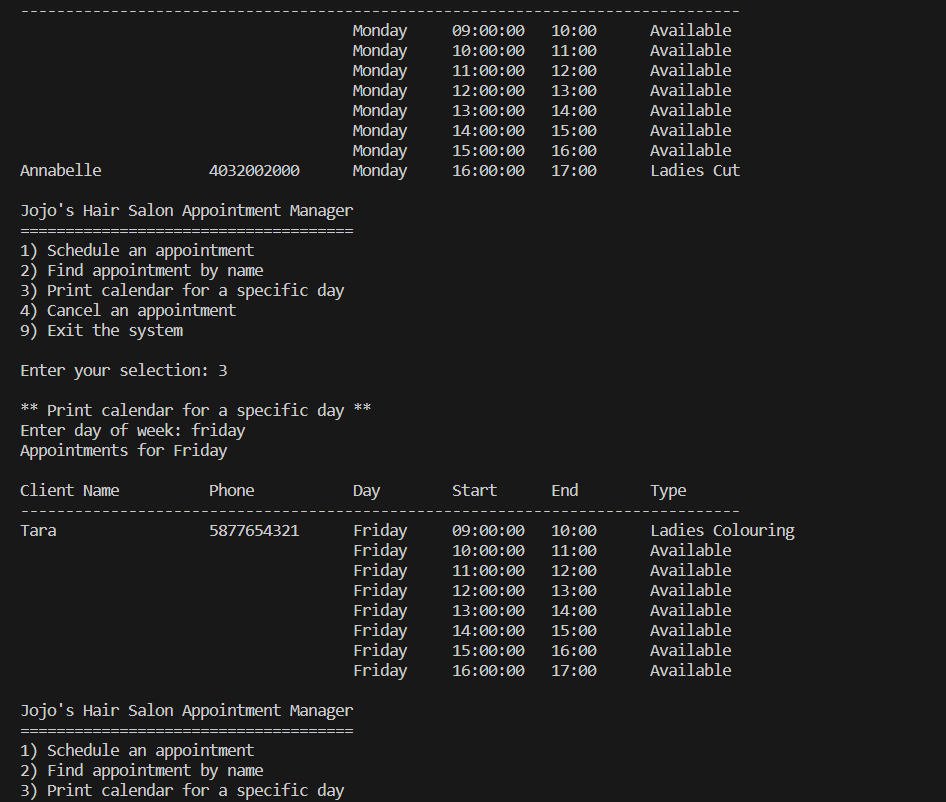 --------------------------------------------------------------------------------
Monday 09:00:00 10:00 Available
Monday 10:00:00 11:00 Available
Monday 11:00:00 12:00 Available
Monday 12:00:00 13:00 Available
Monday 13:00:00 14:00 Available
Monday 14:00:00 15:00 Available
Monday 15:00:00 16:00 Available
Annabelle 4032002000 Monday 16:00:00 17:00 Ladies Cut
Jojo's Hair Salon Appointment Manager
=====================================
1) Schedule an appointment
2) Find appointment by name
3) Print calendar for a specific day
4) Cancel an appointment
9) Exit the system
Enter your selection: 3
** Print calendar for a specific day **
Enter day of week: friday
Appointments for Friday
Client Name Phone Day Start End Type
--------------------------------------------------------------------------------
Tara 5877654321 Friday 09:00:00 10:00 Ladies Colouring
Friday 10:00:00 11:00 Available
Friday 11:00:00 12:00 Available
Friday 12:00:00 13:00 Available
Friday 13:00:00 14:00 Available
Friday 14:00:00 15:00 Available
Friday 15:00:00 16:00 Available
Friday 16:00:00 17:00 Available
Jojo's Hair Salon Appointment Manager
=====================================
1) Schedule an appointment
2) Find appointment by name
3) Print calendar for a specific day